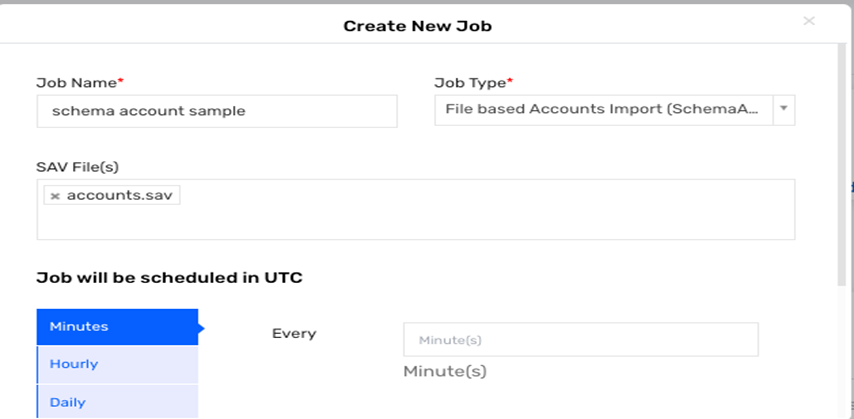 Create New Job
×
Job Name* Job Type*
schema account sample File based Accounts Import (SchemaA...
SAV File(s)
× accounts.sav
Job will be scheduled in UTC
Minutes Every Minute(s)
Hourly Minute(s)
Daily